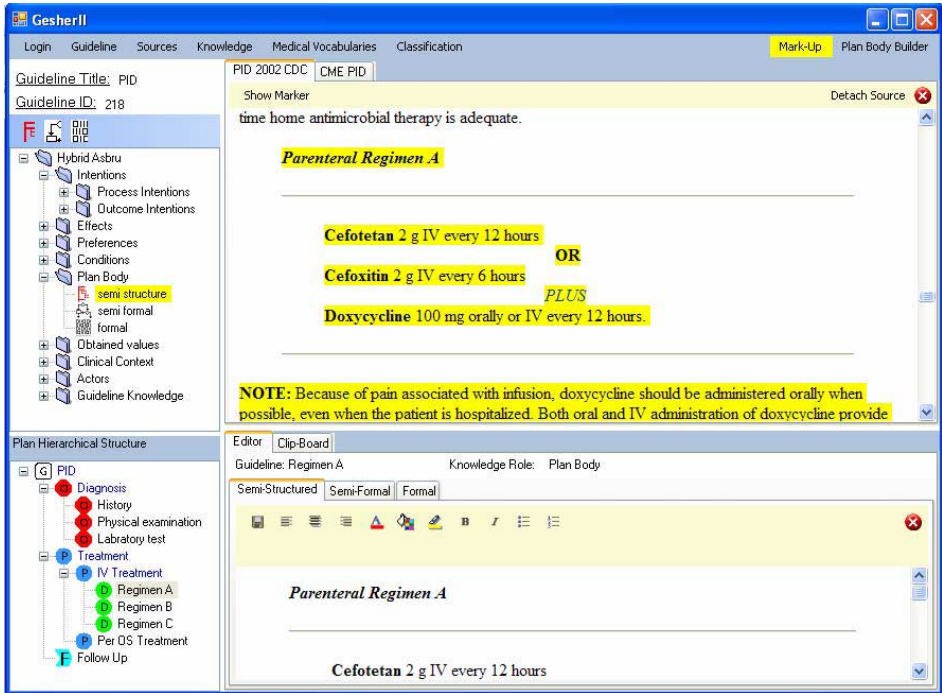 GesherII
Login Guideline Sources Knowledge Medical Vocabularies Classification Mark-Up Plan Body Builder
Guideline Title: PID
Guideline ID: 218
Hybrid Asbru
Intentions
Process Intentions
Outcome Intentions
Effects
Preferences
Conditions
Plan Body
semi structure
semi formal
formal
Obtained values
Clinical Context
Actors
Guideline Knowledge
PID 2002 CDC CME PID
Show Marker Detach Source
time home antimicrobial therapy is adequate.
Parenteral Regimen A
Cefotetan 2 g IV every 12 hours
OR
Cefoxitin 2 g IV every 6 hours
PLUS
Doxycycline 100 mg orally or IV every 12 hours.
NOTE: Because of pain associated with infusion, doxycycline should be administered orally when
possible, even when the patient is hospitalized. Both oral and IV administration of doxycycline provide
Plan Hierarchical Structure
G PID
Diagnosis
History
Physical examination
Labratory test
P Treatment
P IV Treatment
D Regimen A
D Regimen B
D Regimen C
P Per OS Treatment
F Follow Up
Editor Clip-Board
Guideline: Regimen A Knowledge Role: Plan Body
Semi-Structured Semi-Formal Formal
A B I
Parenteral Regimen A
Cefotetan 2 g IV every 12 hours